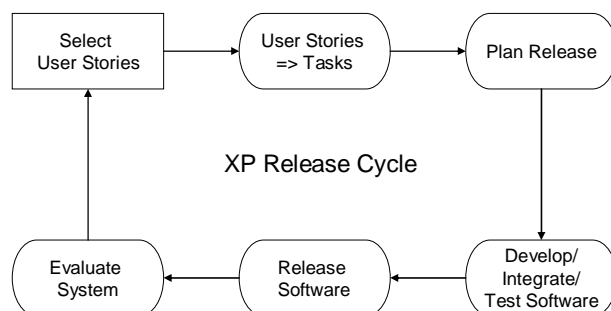 Select
User Stories
User Stories
=> Tasks
Plan Release
XP Release Cycle
Evaluate
System
Release
Software
Develop/
Integrate/
Test Software